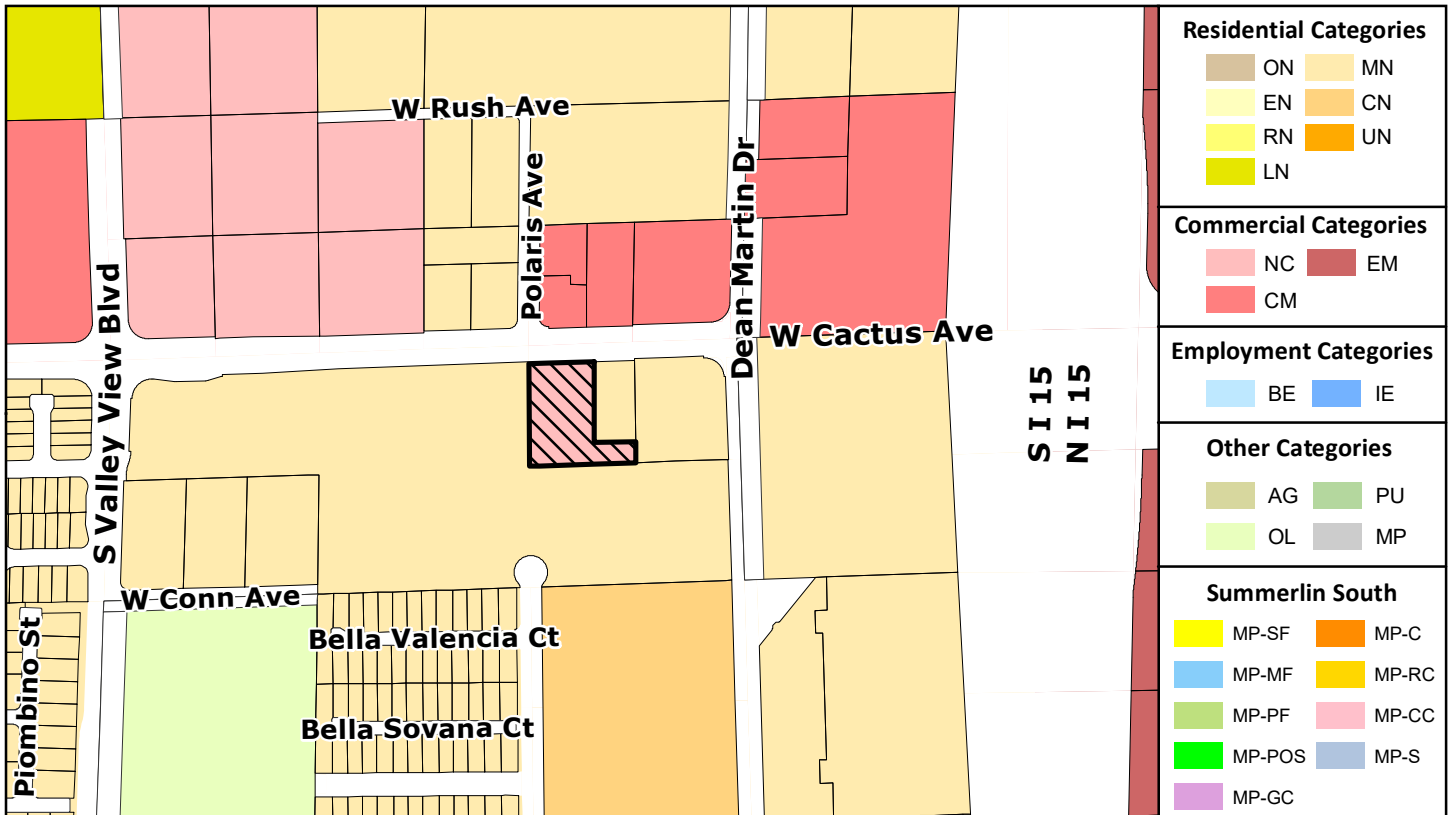 W Rush Ave
Polaris Ave
Dean Martin Dr
S Valley View Blvd
W Cactus Ave
S I 15
N I 15
W Conn Ave
Bella Valencia Ct
Bella Sovana Ct
Piombino St
Residential Categories
ON MN
EN CN
RN UN
LN
Commercial Categories
NC EM
CM
Employment Categories
BE IE
Other Categories
AG PU
OL MP
Summerlin South
MP-SF MP-C
MP-MF MP-RC
MP-PF MP-CC
MP-POS MP-S
MP-GC